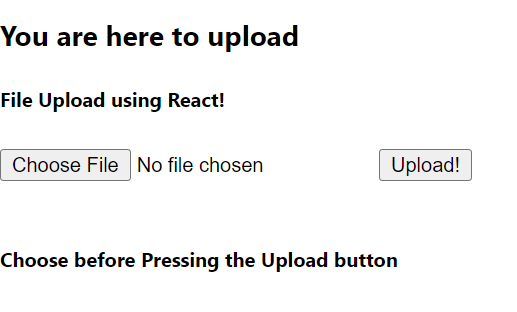 You are here to upload
File Upload using React!
Choose File No file chosen Upload!
Choose before Pressing the Upload button